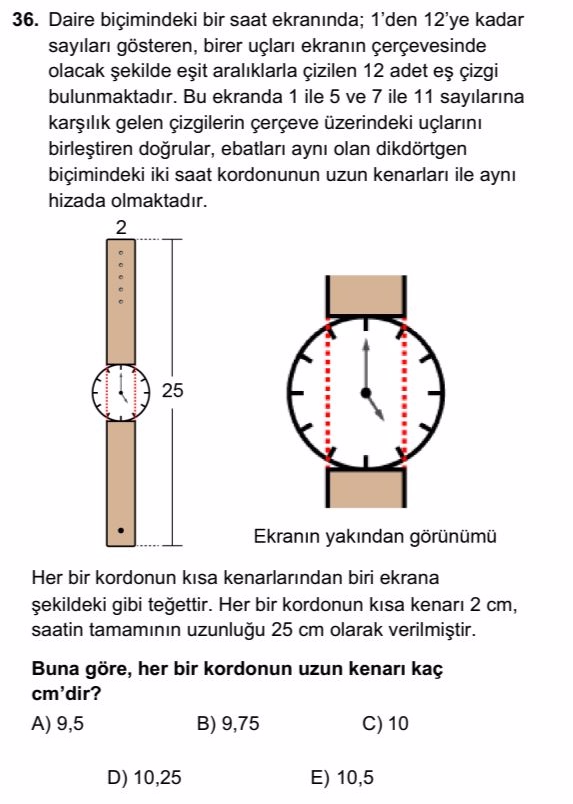 36. Daire biçimindeki bir saat ekranında; 1’den 12’ye kadar
sayıları gösteren, birer uçları ekranın çerçevesinde
olacak şekilde eşit aralıklarla çizilen 12 adet eş çizgi
bulunmaktadır. Bu ekranda 1 ile 5 ve 7 ile 11 sayılarına
karşılık gelen çizgilerin çerçeve üzerindeki uçlarını
birleştiren doğrular, ebatları aynı olan dikdörtgen
biçimindeki iki saat kordonunun uzun kenarları ile aynı
hizada olmaktadır.
2
25
Ekranın yakından görünümü
Her bir kordonun kısa kenarlarından biri ekrana
şekildeki gibi teğettir. Her bir kordonun kısa kenarı 2 cm,
saatin tamamının uzunluğu 25 cm olarak verilmiştir.
Buna göre, her bir kordonun uzun kenarı kaç
cm’dir?
A) 9,5 B) 9,75 C) 10
D) 10,25 E) 10,5